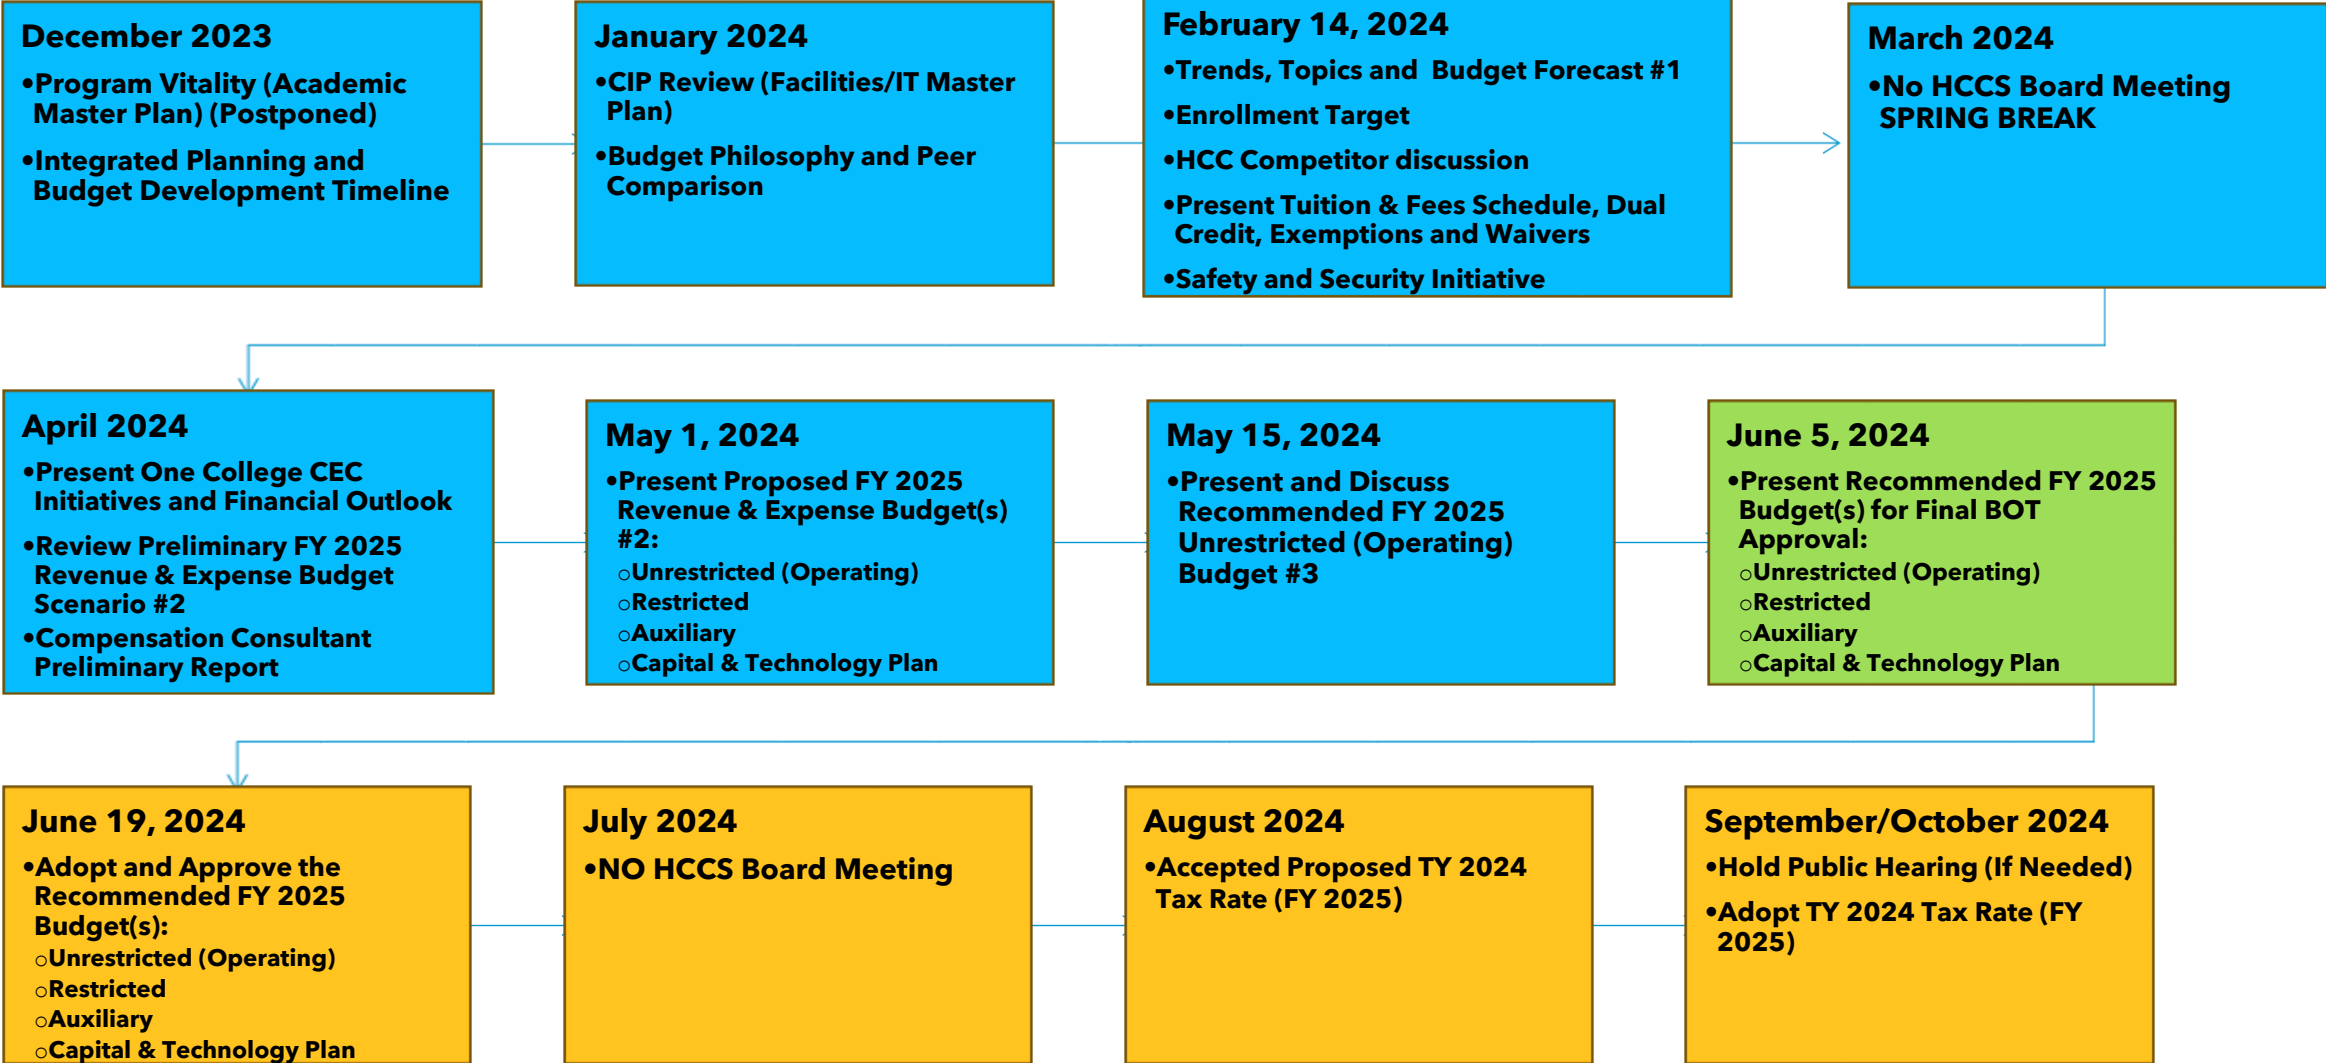 December 2023
•Program Vitality (Academic
Master Plan) (Postponed)
•Integrated Planning and
Budget Development Timeline
January 2024
•CIP Review (Facilities/IT Master
Plan)
•Budget Philosophy and Peer
Comparison
February 14, 2024
•Trends, Topics and Budget Forecast #1
•Enrollment Target
•HCC Competitor discussion
•Present Tuition & Fees Schedule, Dual
Credit, Exemptions and Waivers
•Safety and Security Initiative
March 2024
•No HCCS Board Meeting
SPRING BREAK
April 2024
•Present One College CEC
Initiatives and Financial Outlook
•Review Preliminary FY 2025
Revenue & Expense Budget
Scenario #2
•Compensation Consultant
Preliminary Report
May 1, 2024
•Present Proposed FY 2025
Revenue & Expense Budget(s)
#2:
○Unrestricted (Operating)
○Restricted
○Auxiliary
○Capital & Technology Plan
May 15, 2024
•Present and Discuss
Recommended FY 2025
Unrestricted (Operating)
Budget #3
June 5, 2024
•Present Recommended FY 2025
Budget(s) for Final BOT
Approval:
○Unrestricted (Operating)
○Restricted
○Auxiliary
○Capital & Technology Plan
June 19, 2024
•Adopt and Approve the
Recommended FY 2025
Budget(s):
○Unrestricted (Operating)
○Restricted
○Auxiliary
○Capital & Technology Plan
July 2024
•NO HCCS Board Meeting
August 2024
•Accepted Proposed TY 2024
Tax Rate (FY 2025)
September/October 2024
•Hold Public Hearing (If Needed)
•Adopt TY 2024 Tax Rate (FY
2025)